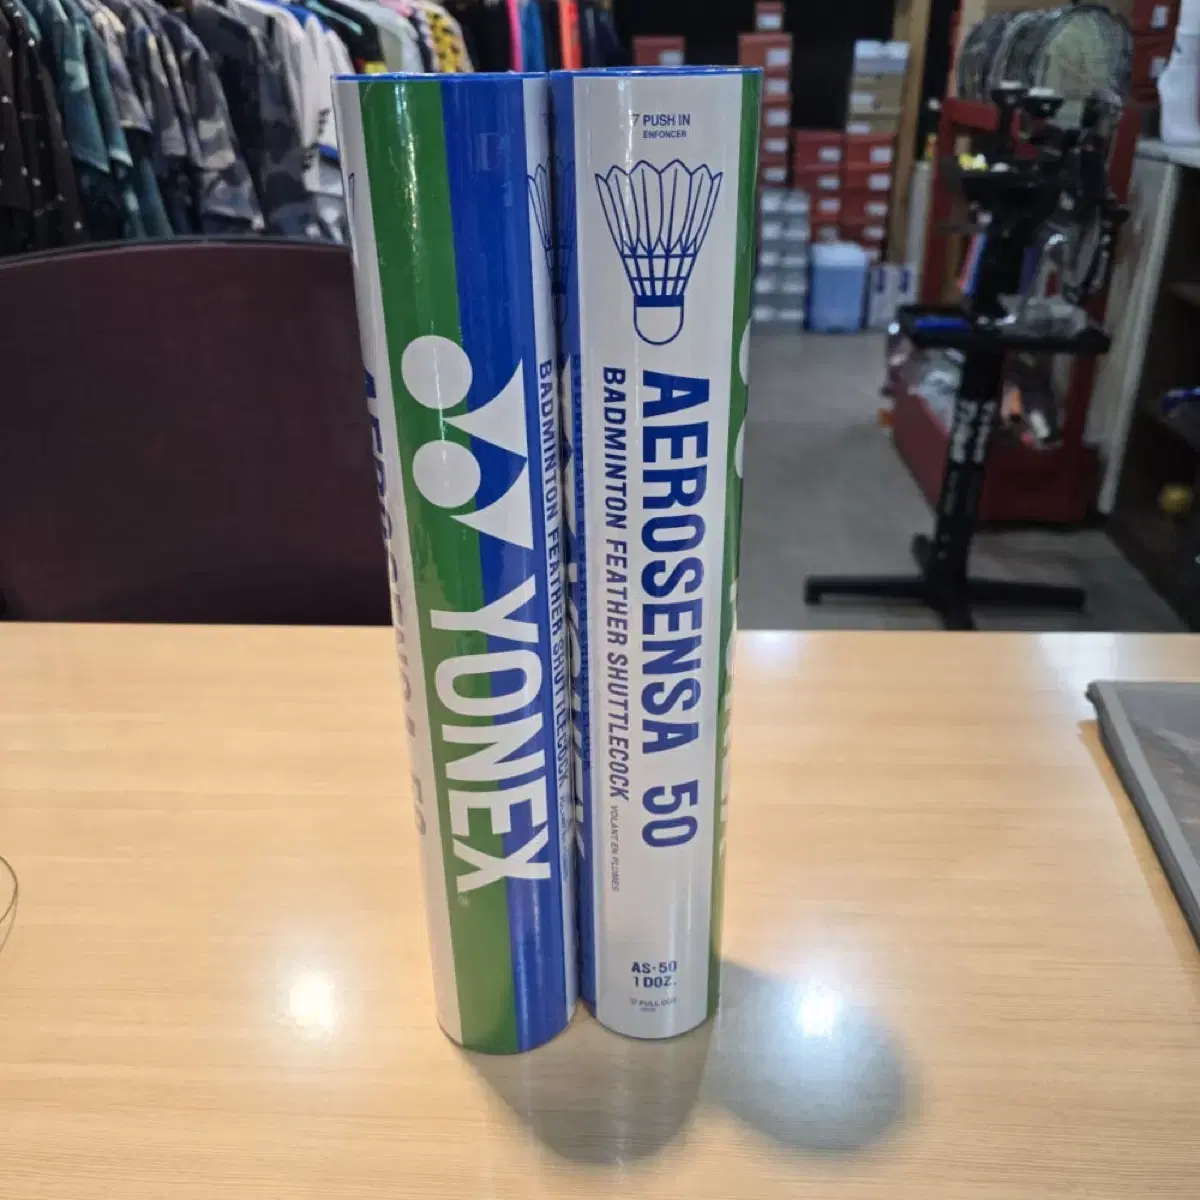 YONEX
®
BADMINTON FEATHER SHUTTLECOCK
AEROSENSA 50
▽ PUSH IN
ENFONCER
AEROSENSA 50
BADMINTON FEATHER SHUTTLECOCK VOLANT EN PLUMES
AS-50
1 DOZ.
▽ PULL OUT